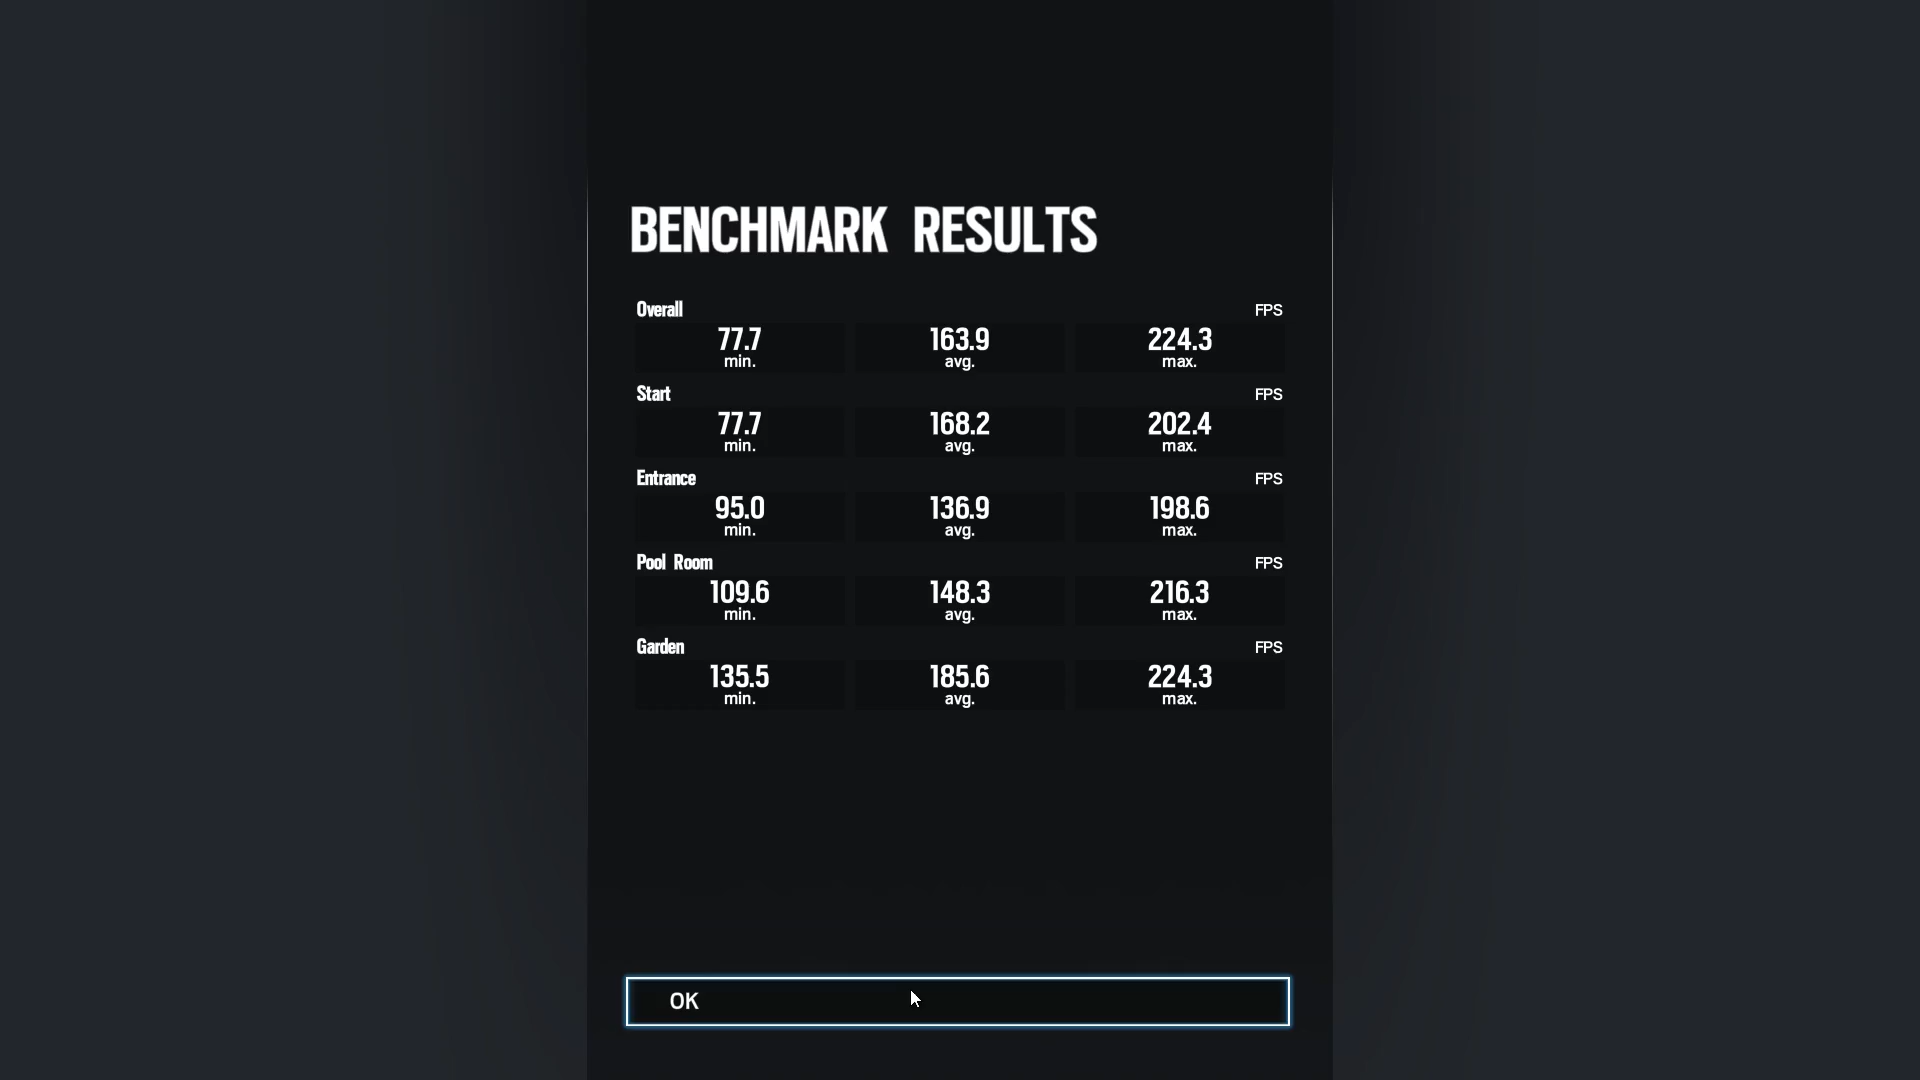 BENCHMARK RESULTS
Overall FPS
77.7 163.9 224.3
min. avg. max.
Start FPS
77.7 168.2 202.4
min. avg. max.
Entrance FPS
95.0 136.9 198.6
min. avg. max.
Pool Room FPS
109.6 148.3 216.3
min. avg. max.
Garden FPS
135.5 185.6 224.3
min. avg. max.
OK